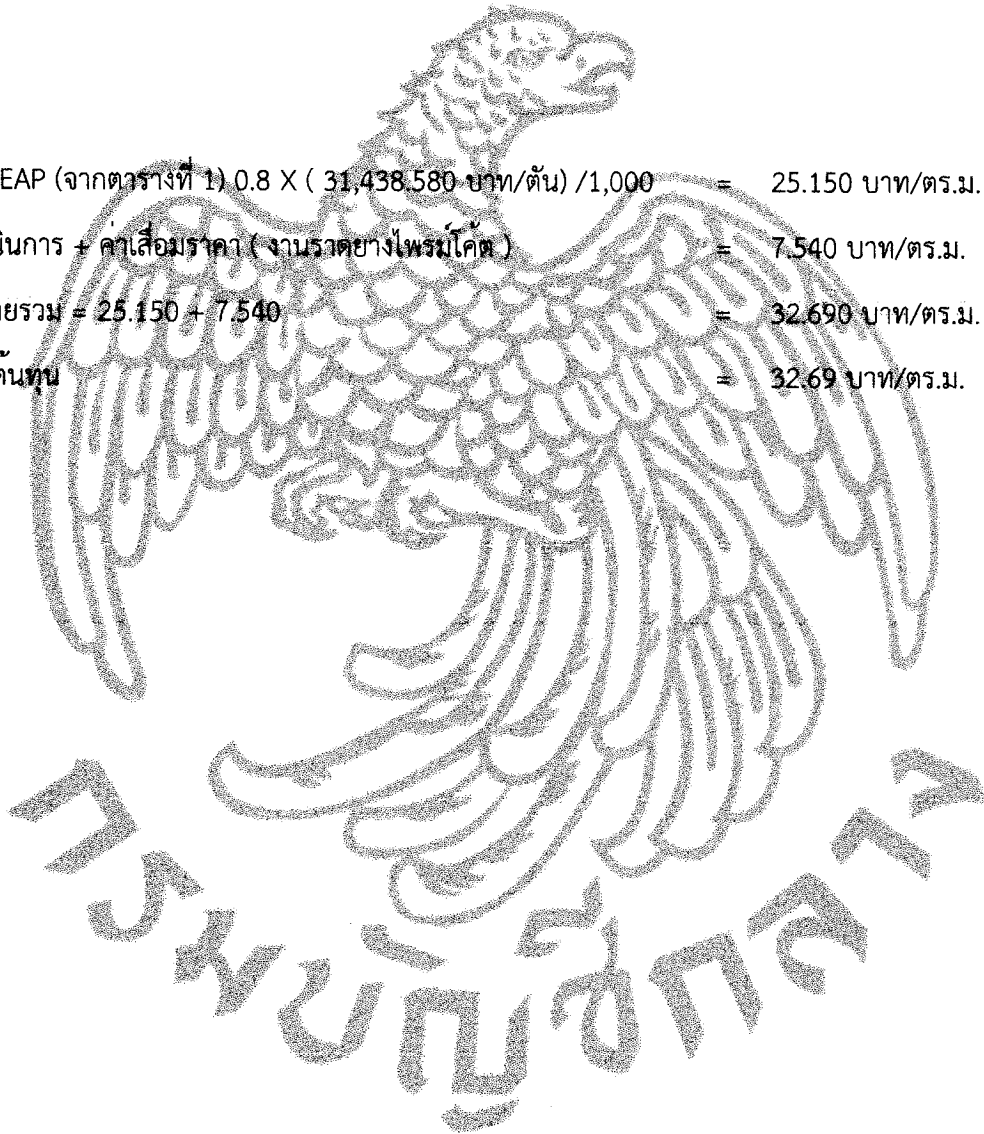 EAP (จากตารางที่ 1) 0.8 X ( 31,438.580 บาท/ตัน) /1,000 = 25.150 บาท/ตร.ม.
นินการ + ค่าเสื่อมราคา ( งานราดยางไพรม์โค้ต ) = 7.540 บาท/ตร.ม.
ยรวม = 25.150 + 7.540 = 32.690 บาท/ตร.ม.
ต้นทุน = 32.69 บาท/ตร.ม.
กรมบัญชีกลาง